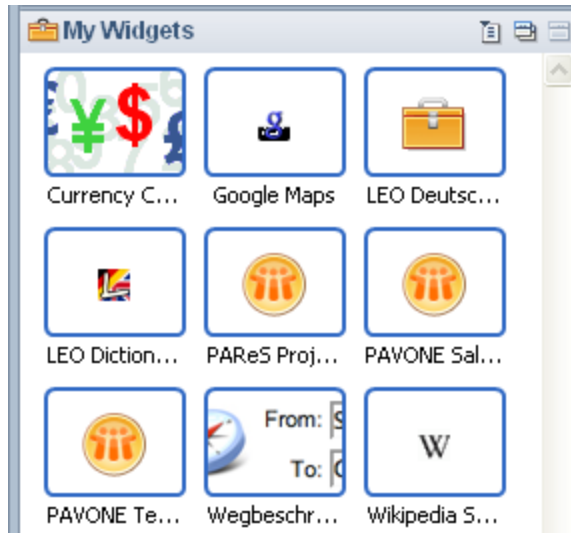 My Widgets
¥ $ £
Currency C...
Google Maps
LEO Deutsc...
LEO Diction...
PAReS Proj...
PAVONE Sal...
From: S
To:
W
PAVONE Te...
Wegbeschr...
Wikipedia S...